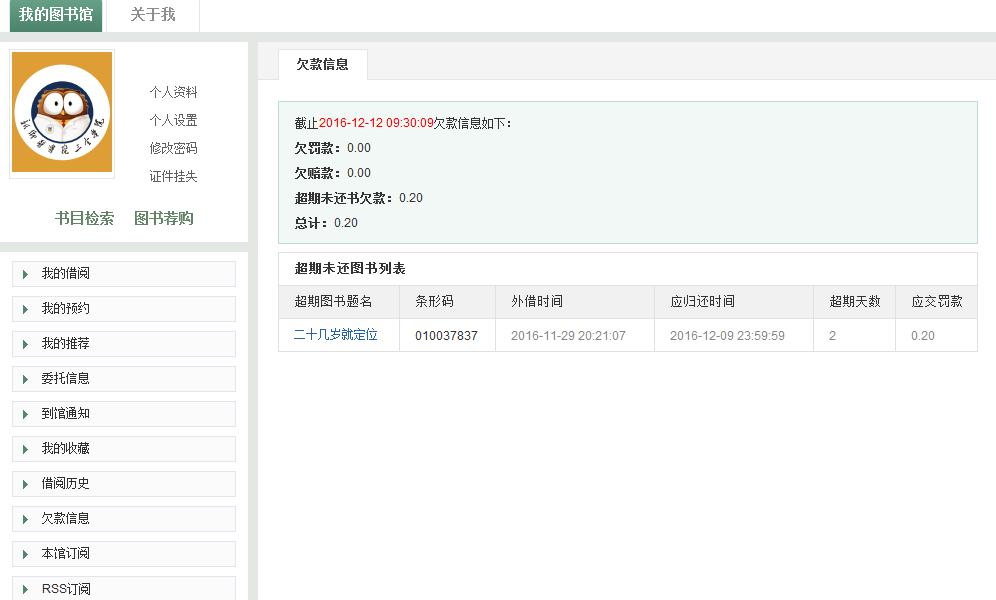 我的图书馆 关于我
个人资料
个人设置
修改密码
证件挂失
书目检索 图书荐购
我的借阅
我的预约
我的推荐
委托信息
到馆通知
我的收藏
借阅历史
欠款信息
本馆订阅
RSS订阅
欠款信息
截止2016-12-12 09:30:09欠款信息如下:
欠罚款: 0.00
欠赔款: 0.00
超期未还书欠款: 0.20
总计: 0.20
超期未还图书列表
超期图书题名 条形码 外借时间 应归还时间 超期天数 应交罚款
二十几岁就定位 010037837 2016-11-29 20:21:07 2016-12-09 23:59:59 2 0.20